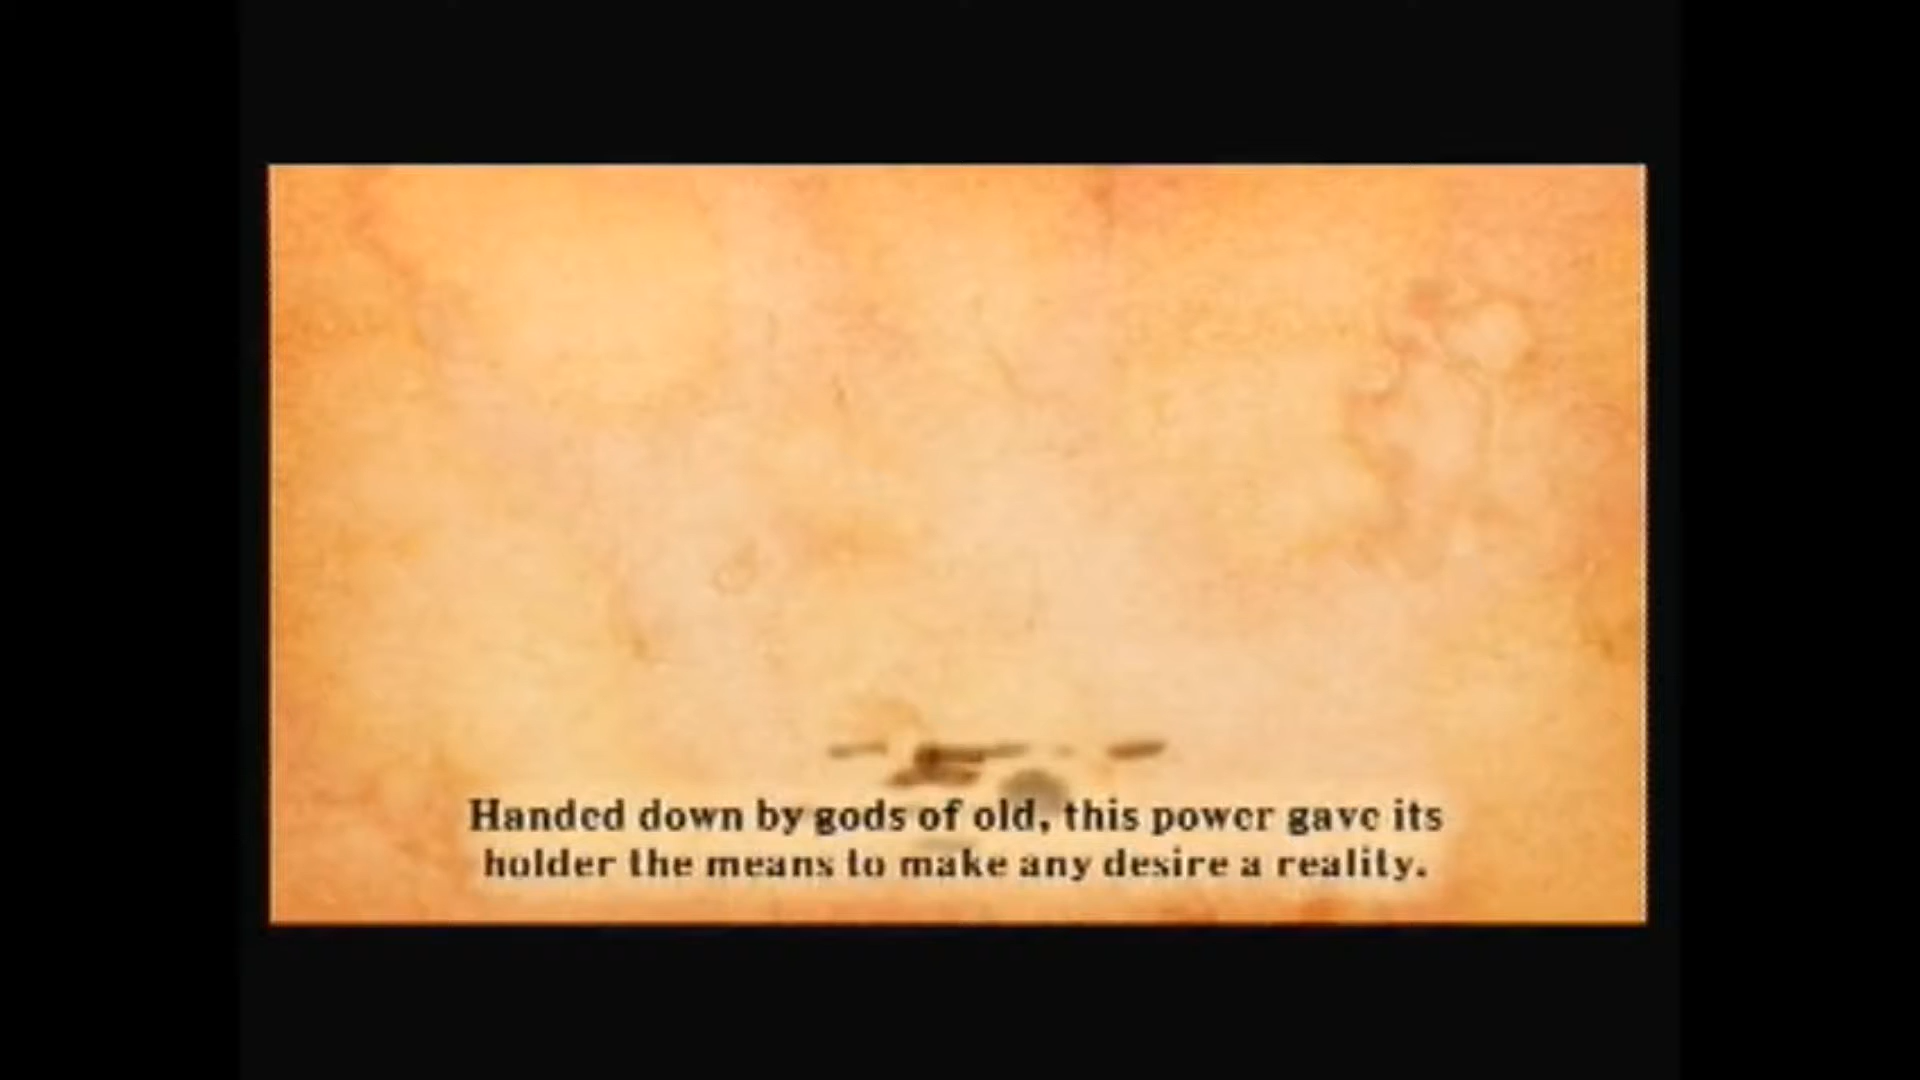 Handed down by gods of old, this power gave its
holder the means to make any desire a reality.